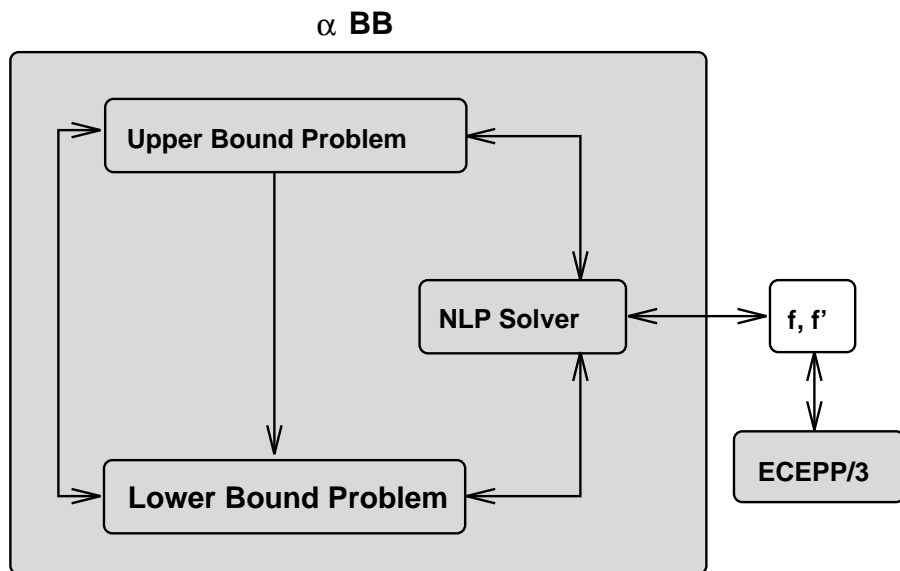 α BB
Upper Bound Problem
NLP Solver
f, f’
ECEPP/3
Lower Bound Problem